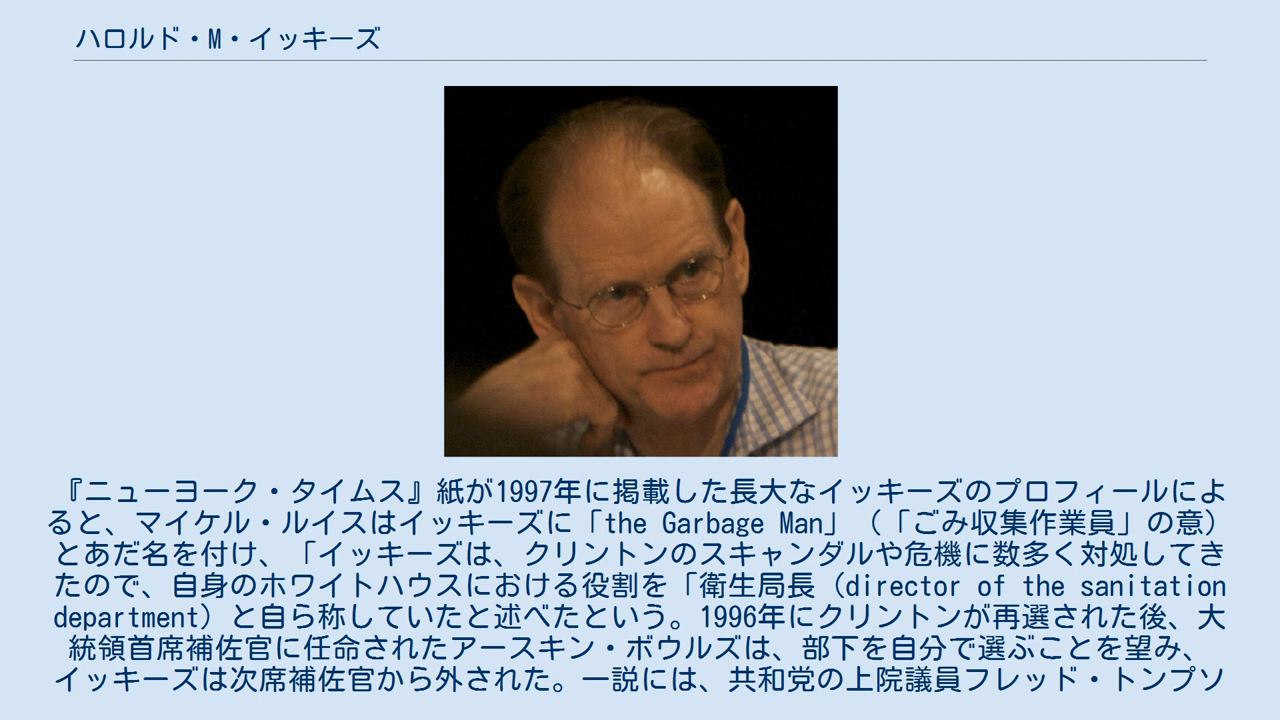 ハロルド・M・イッキーズ
『ニューヨーク・タイムス』紙が1997年に掲載した長大なイッキーズのプロフィールによ
ると、マイケル・ルイスはイッキーズに「the Garbage Man」（「ごみ収集作業員」の意）
とあだ名を付け、「イッキーズは、クリントンのスキャンダルや危機に数多く対処してき
たので、自身のホワイトハウスにおける役割を「衛生局長（director of the sanitation
department）と自ら称していたと述べたという。1996年にクリントンが再選された後、大
統領首席補佐官に任命されたアースキン・ボウルズは、部下を自分で選ぶことを望み、
イッキーズは次席補佐官から外された。一説には、共和党の上院議員フレッド・トンプソ